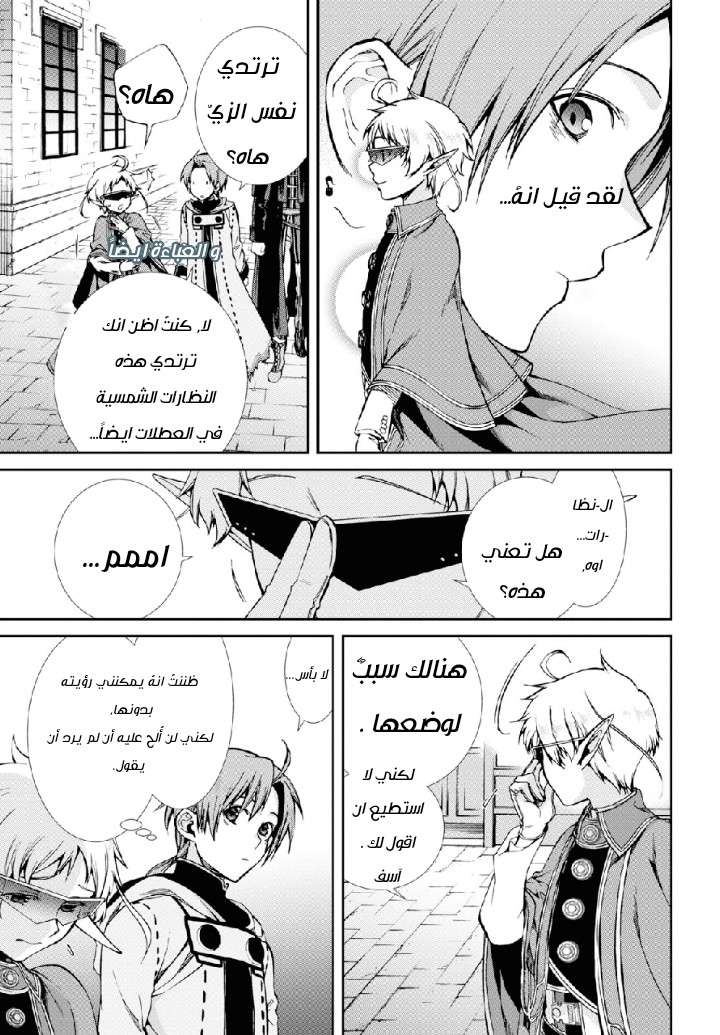 لقد قيل انهُ...
ترتدي
نفس الزيّ
هاه؟
هاه؟
و العباءة ايضاً
لا، كنتُ اظن انك
ترتدي هذه
النظارات الشمسية
في العطلات ايضاً...
ال-نظا
-رات...
اوه,
هل تعني
هذه؟
اممم...
هنالك سببٌ
لوضعها .
لكني لا
استطيع ان
اقول لك .
أسف
لا بأس...
ظننتُ انهُ يمكنني رؤيته
بدونها.
لكني لن أُلح عليه أن لم يرد أن
يقول.